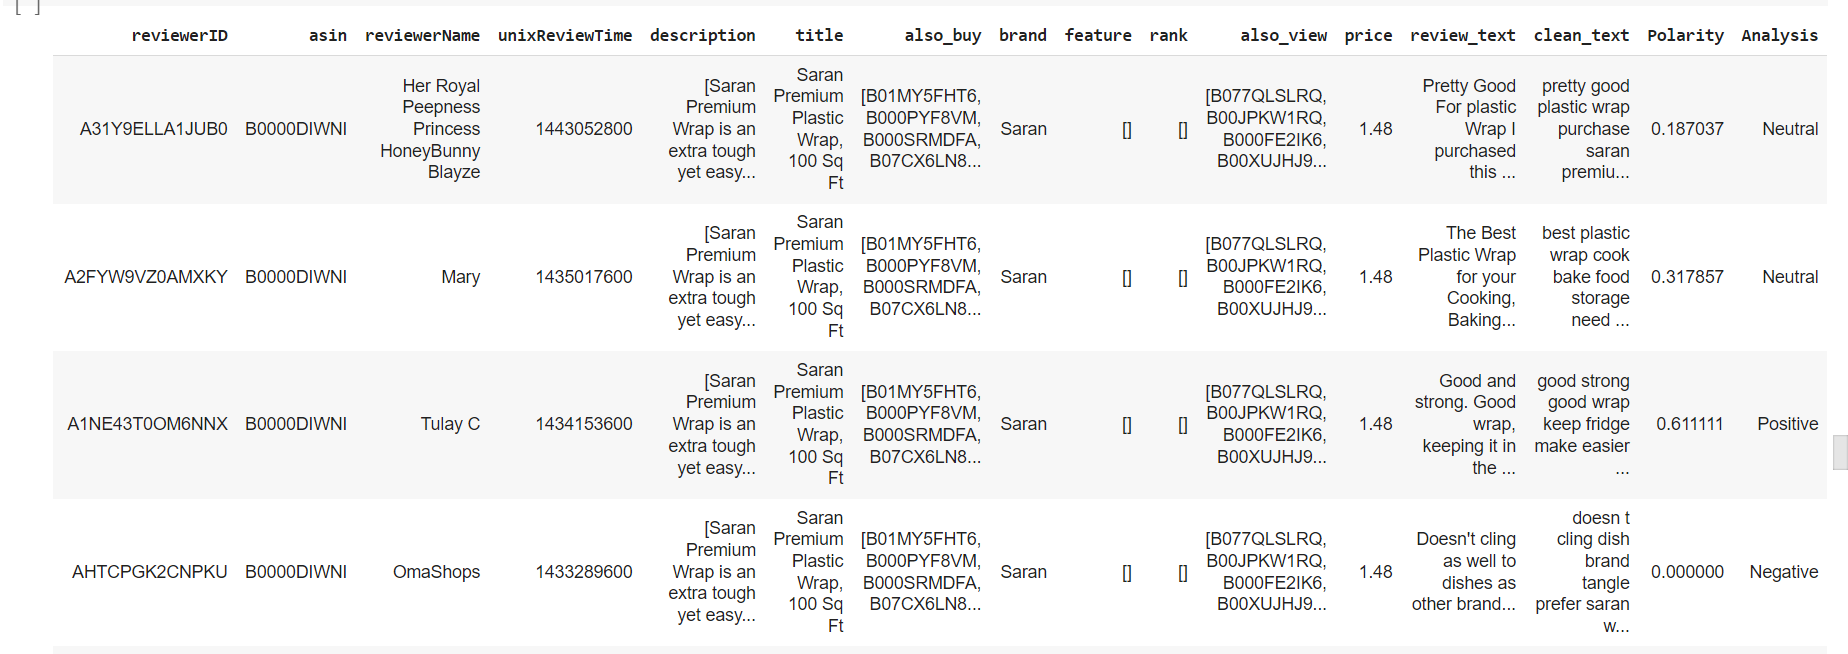 [ ]
reviewerID asin reviewerName unixReviewTime description title also_buy brand feature rank also_view price review_text clean_text Polarity Analysis
A31Y9ELLA1JUB0 B0000DIWNI Her Royal Peepness Princess HoneyBunny Blayze 1443052800 [Saran Premium Wrap is an extra tough yet easy... Saran Premium Plastic Wrap, 100 Sq Ft [B01MY5FHT6, B000PYF8VM, B000SRMDFA, B07CX6LN8... Saran [] [] [B077QLSLRQ, B00JPKW1RQ, B000FE2IK6, B00XUJHJ9... 1.48 Pretty Good For plastic Wrap I purchased this ... pretty good plastic wrap purchase saran premiu... 0.187037 Neutral
A2FYW9VZ0AMXKY B0000DIWNI Mary 1435017600 [Saran Premium Wrap is an extra tough yet easy... Saran Premium Plastic Wrap, 100 Sq Ft [B01MY5FHT6, B000PYF8VM, B000SRMDFA, B07CX6LN8... Saran [] [] [B077QLSLRQ, B00JPKW1RQ, B000FE2IK6, B00XUJHJ9... 1.48 The Best Plastic Wrap for your Cooking, Baking... best plastic wrap cook bake food storage need ... 0.317857 Neutral
A1NE43T0OM6NNX B0000DIWNI Tulay C 1434153600 [Saran Premium Wrap is an extra tough yet easy... Saran Premium Plastic Wrap, 100 Sq Ft [B01MY5FHT6, B000PYF8VM, B000SRMDFA, B07CX6LN8... Saran [] [] [B077QLSLRQ, B00JPKW1RQ, B000FE2IK6, B00XUJHJ9... 1.48 Good and strong. Good wrap, keeping it in the ... good strong good wrap keep fridge make easier ... 0.611111 Positive
AHTCPGK2CNPKU B0000DIWNI OmaShops 1433289600 [Saran Premium Wrap is an extra tough yet easy... Saran Premium Plastic Wrap, 100 Sq Ft [B01MY5FHT6, B000PYF8VM, B000SRMDFA, B07CX6LN8... Saran [] [] [B077QLSLRQ, B00JPKW1RQ, B000FE2IK6, B00XUJHJ9... 1.48 Doesn't cling as well to dishes as other brand... doesn t cling dish brand tangle prefer saran w... 0.000000 Negative